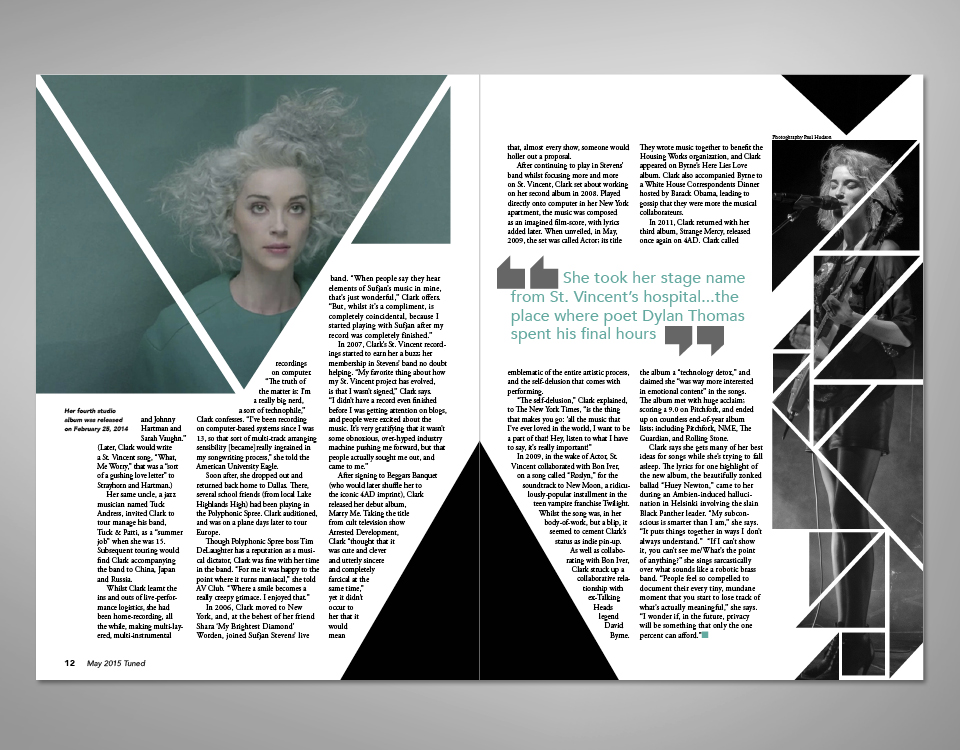 Her fourth studio
album was released
on February 25, 2014
and Johnny
Hartman and
Sarah Vaughn."
(Later, Clark would write
a St. Vincent song, "What,
Me Worry," that was a "sort
of a gushing love letter" to
Strayhorn and Hartman.)
Her same uncle, a jazz
musician named Tuck
Andress, invited Clark to
tour manage his band,
Tuck & Patti, as a "summer
job" when she was 15.
Subsequent touring would
find Clark accompanying
the band to China, Japan
and Russia.
Whilst Clark learnt the
ins and outs of live-perfor-
mance logistics, she had
been home-recording, all
the while, making multi-lay-
ered, multi-instrumental
recordings
on computer.
"The truth of
the matter is: I'm
a really big nerd,
a sort of technophile,"
Clark confesses. "I've been recording
on computer-based systems since I was
13, so that sort of multi-track arranging
sensibility [became]really ingrained in
my songwriting process," she told the
American University Eagle.
Soon after, she dropped out and
returned back home to Dallas. There,
several school friends (from local Lake
Highlands High) had been playing in
the Polyphonic Spree. Clark auditioned,
and was on a plane days later to tour
Europe.
Though Polyphonic Spree boss Tim
DeLaughter has a reputation as a musi-
cal dictator, Clark was fine with her time
in the band. "For me it was happy to the
point where it turns maniacal," she told
AV Club. "Where a smile becomes a
really creepy grimace. I enjoyed that."
In 2006, Clark moved to New
York, and, at the behest of her friend
Shara 'My Brightest Diamond'
Worden, joined Sufjan Stevens' live
band. "When people say they hear
elements of Sufjan's music in mine,
that's just wonderful," Clark offers.
"But, whilst it's a compliment, is
completely coincidental, because I
started playing with Sufjan after my
record was completely finished."
In 2007, Clark's St. Vincent record-
ings started to earn her a buzz: her
membership in Stevens' band no doubt
helping. "My favorite thing about how
my St. Vincent project has evolved,
is that I wasn't signed," Clark says.
"I didn't have a record even finished
before I was getting attention on blogs,
and people were excited about the
music. It's very gratifying that it wasn't
some obnoxious, over-hyped industry
machine pushing me forward, but that
people actually sought me out, and
came to me."
After signing to Beggars Banquet
(who would later shuffle her to
the iconic 4AD imprint), Clark
released her debut album,
Marry Me. Taking the title
from cult television show
Arrested Development,
Clark "thought that it
was cute and clever
and utterly sincere
and completely
farcical at the
same time,"
yet it didn't
occur to
her that it
would
mean
12 May 2015 Tuned
that, almost every show, someone would
holler out a proposal.
After continuing to play in Stevens'
band whilst focusing more and more
on St. Vincent, Clark set about working
on her second album in 2008. Played
directly onto computer in her New York
apartment, the music was composed
as an imagined film-score, with lyrics
added later. When unveiled, in May,
2009, the set was called Actor; its title
She took her stage name
from St. Vincent's hospital...the
place where poet Dylan Thomas
spent his final hours
emblematic of the entire artistic process,
and the self-delusion that comes with
performing.
"The self-delusion," Clark explained,
to The New York Times, "is the thing
that makes you go: 'all the music that
I've ever loved in the world, I want to be
a part of that! Hey, listen to what I have
to say, it's really important!'"
In 2009, in the wake of Actor, St.
Vincent collaborated with Bon Iver,
on a song called "Roslyn," for the
soundtrack to New Moon, a ridicu-
lously-popular installment in the
teen vampire franchise Twilight.
Whilst the song was, in her
body-of-work, but a blip, it
seemed to cement Clark's
status as indie pin-up.
As well as collabo-
rating with Bon Iver,
Clark struck up a
collaborative rela-
tionship with
ex-Talking
Heads
legend
David
Byrne.
Photography Paul Hudson
They wrote music together to benefit the
Housing Works organization, and Clark
appeared on Byrne's Here Lies Love
album. Clark also accompanied Byrne to
a White House Correspondents Dinner
hosted by Barack Obama, leading to
gossip that they were more the musical
collaborateurs.
In 2011, Clark returned with her
third album, Strange Mercy, released
once again on 4AD. Clark called
the album a "technology detox," and
claimed she "was way more interested
in emotional content" in the songs.
The album met with huge acclaim:
scoring a 9.0 on Pitchfork, and ended
up on countless end-of-year album
lists; including Pitchfork, NME, The
Guardian, and Rolling Stone.
Clark says she gets many of her best
ideas for songs while she's trying to fall
asleep. The lyrics for one highlight of
the new album, the beautifully zonked
ballad "Huey Newton," came to her
during an Ambien-induced halluci-
nation in Helsinki involving the slain
Black Panther leader. "My subcon-
scious is smarter than I am," she says.
"It puts things together in ways I don't
always understand." "If I can't show
it, you can't see me/What's the point
of anything?" she sings sarcastically
over what sounds like a robotic brass
band. "People feel so compelled to
document their every tiny, mundane
moment that you start to lose track of
what's actually meaningful," she says.
"I wonder if, in the future, privacy
will be something that only the one
percent can afford."